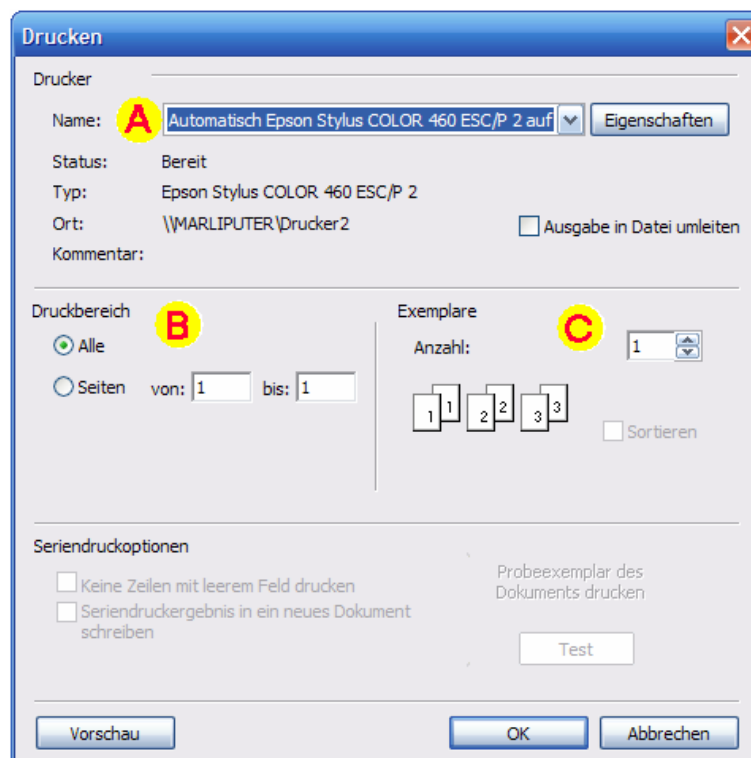 Drucken
Drucker
Name: A Automatisch Epson Stylus COLOR 460 ESC/P 2 auf Eigenschaften
Status: Bereit
Typ: Epson Stylus COLOR 460 ESC/P 2
Ort: \\MARLIPUTER\Drucker2
Ausgabe in Datei umleiten
Kommentar:
Druckbereich B
Alle
Seiten von: 1 bis: 1
Exemplare C
Anzahl: 1
1 1 2 2 3 3
Sortieren
Seriendruckoptionen
Keine Zeilen mit leerem Feld drucken
Seriendruckergebnis in ein neues Dokument
schreiben
Probeexemplar des
Dokuments drucken
Test
Vorschau OK Abbrechen